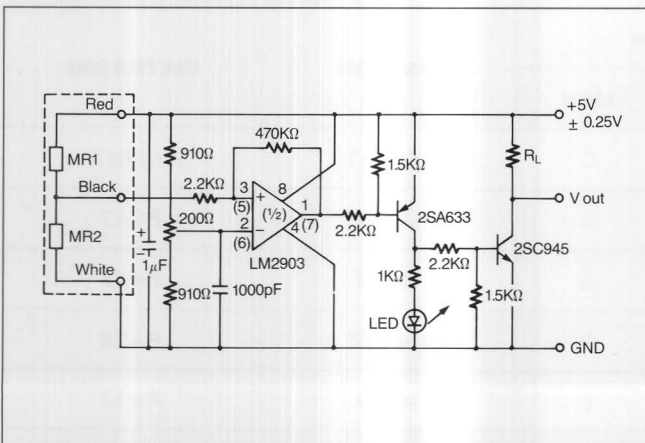 Red
+5V
± 0.25V
470KΩ
MR1
910Ω
1.5KΩ
RL
Black
2.2KΩ
3
8
+
(5)
(½)
1
V out
2SA633
200Ω
2
−
4
(7)
2.2KΩ
(6)
LM2903
2SC945
MR2
+
−
1μF
2.2KΩ
White
910Ω
1000pF
1KΩ
1.5KΩ
LED
GND